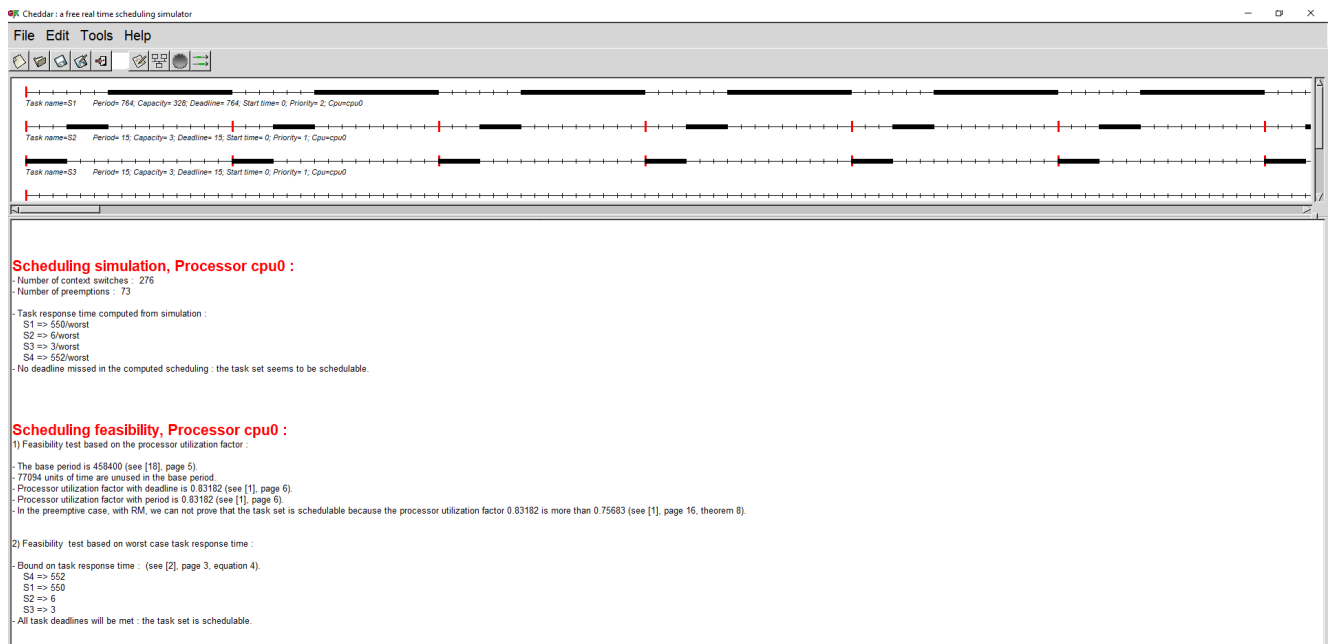 Cheddar : a free real time scheduling simulator
File Edit Tools Help
Task name=S1 Period= 764; Capacity= 328; Deadline= 764; Start time= 0; Priority= 2; Cpu=cpu0
Task name=S2 Period= 15; Capacity= 3; Deadline= 15; Start time= 0; Priority= 1; Cpu=cpu0
Task name=S3 Period= 15; Capacity= 3; Deadline= 15; Start time= 0; Priority= 1; Cpu=cpu0
Scheduling simulation, Processor cpu0 :
- Number of context switches : 276
- Number of preemptions : 73
- Task response time computed from simulation :
S1 => 550/worst
S2 => 6/worst
S3 => 3/worst
S4 => 552/worst
- No deadline missed in the computed scheduling : the task set seems to be schedulable.
Scheduling feasibility, Processor cpu0 :
1) Feasibility test based on the processor utilization factor :
- The base period is 458400 (see [18], page 5).
- 77094 units of time are unused in the base period.
- Processor utilization factor with deadline is 0.83182 (see [1], page 6).
- Processor utilization factor with period is 0.83182 (see [1], page 6).
- In the preemptive case, with RM, we can not prove that the task set is schedulable because the processor utilization factor 0.83182 is more than 0.75683 (see [1], page 16, theorem 8).
2) Feasibility test based on worst case task response time :
- Bound on task response time : (see [2], page 3, equation 4).
S4 => 552
S1 => 550
S2 => 6
S3 => 3
- All task deadlines will be met : the task set is schedulable.